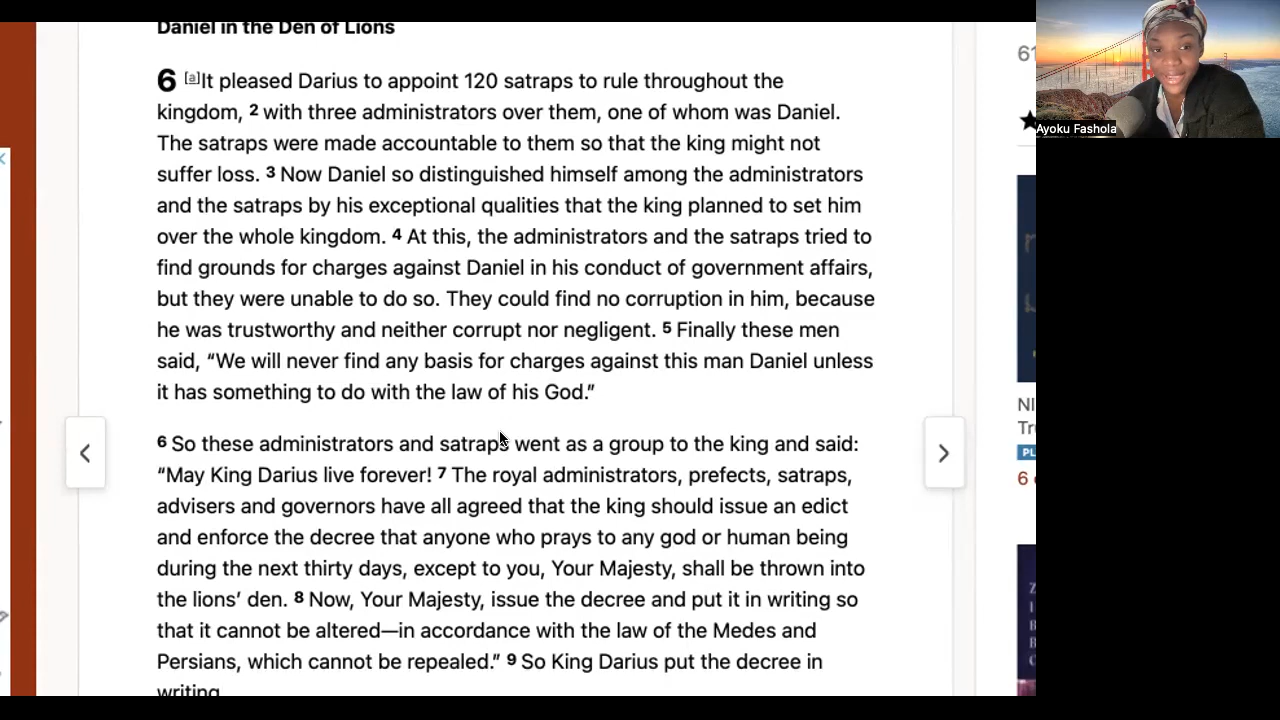 Daniel in the Den of Lions
6 [a]It pleased Darius to appoint 120 satraps to rule throughout the
kingdom, 2 with three administrators over them, one of whom was Daniel.
The satraps were made accountable to them so that the king might not
suffer loss. 3 Now Daniel so distinguished himself among the administrators
and the satraps by his exceptional qualities that the king planned to set him
over the whole kingdom. 4 At this, the administrators and the satraps tried to
find grounds for charges against Daniel in his conduct of government affairs,
but they were unable to do so. They could find no corruption in him, because
he was trustworthy and neither corrupt nor negligent. 5 Finally these men
said, “We will never find any basis for charges against this man Daniel unless
it has something to do with the law of his God.”
6 So these administrators and satraps went as a group to the king and said:
“May King Darius live forever! 7 The royal administrators, prefects, satraps,
advisers and governors have all agreed that the king should issue an edict
and enforce the decree that anyone who prays to any god or human being
during the next thirty days, except to you, Your Majesty, shall be thrown into
the lions’ den. 8 Now, Your Majesty, issue the decree and put it in writing so
that it cannot be altered—in accordance with the law of the Medes and
Persians, which cannot be repealed.” 9 So King Darius put the decree in
writing.
61
Ayoku Fashola
NI
Tru
PL
6